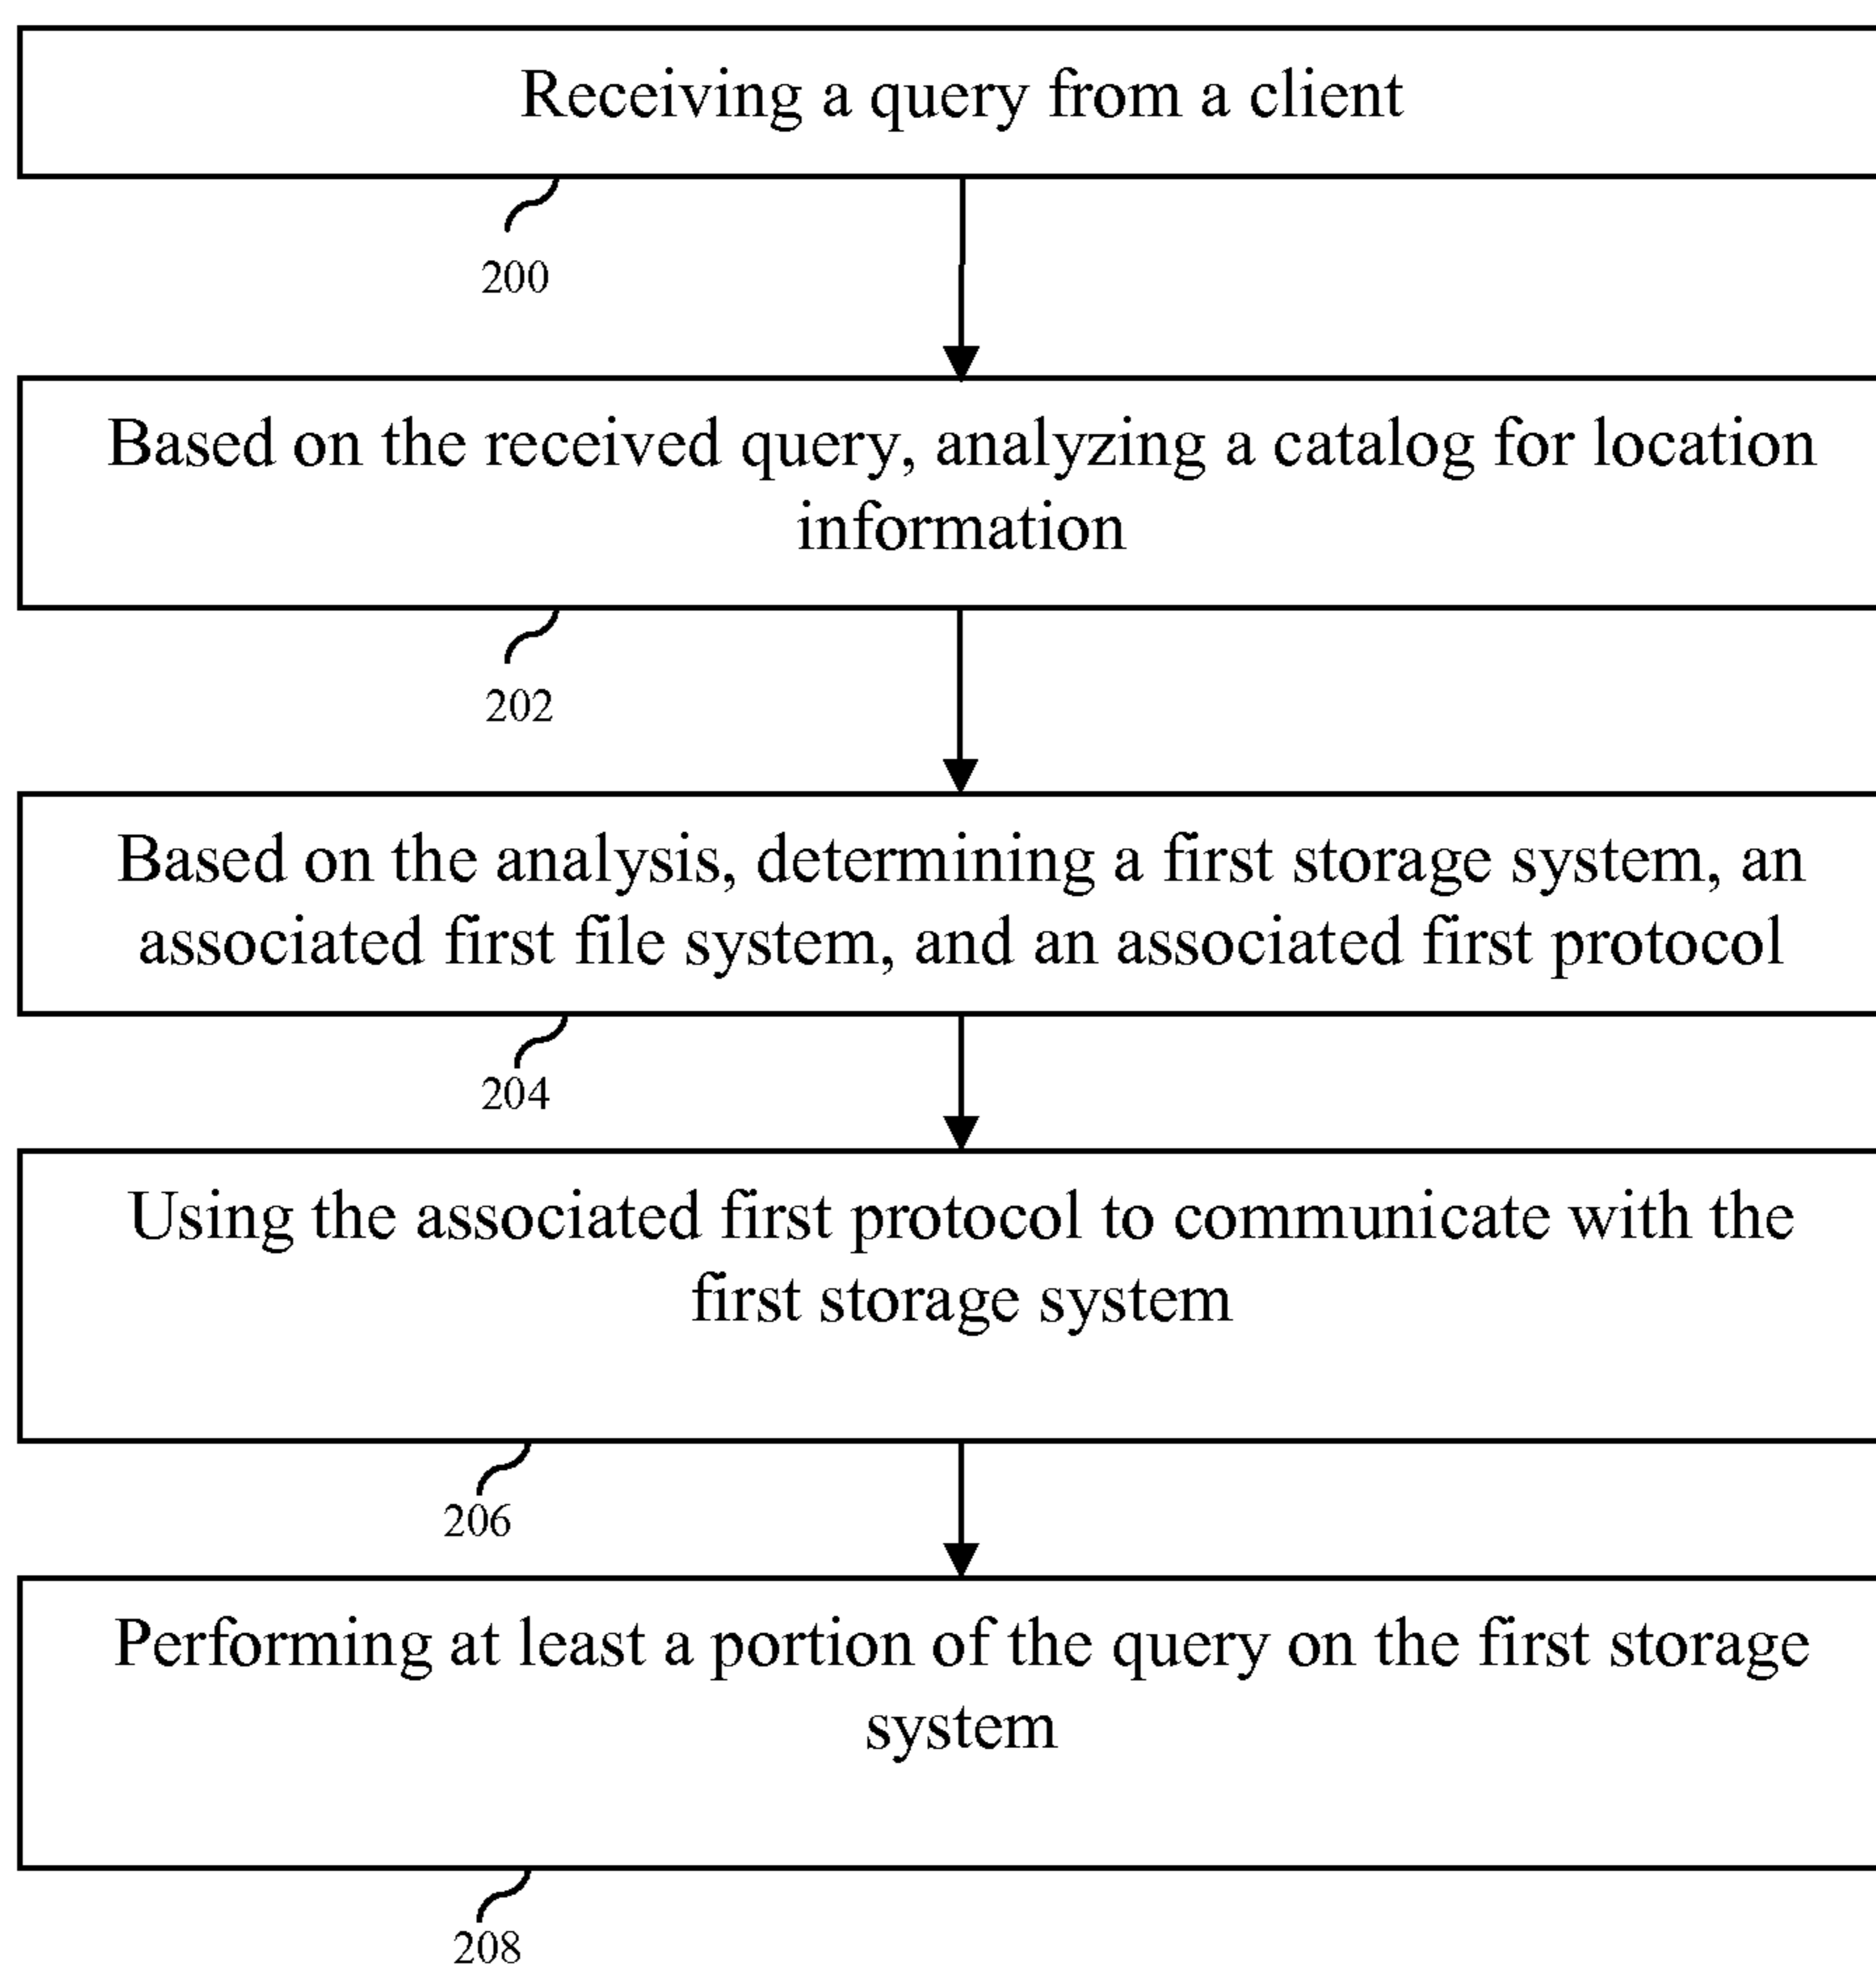 Receiving a query from a client
200
Based on the received query, analyzing a catalog for location
information
202
Based on the analysis, determining a first storage system, an
associated first file system, and an associated first protocol
204
Using the associated first protocol to communicate with the
first storage system
206
Performing at least a portion of the query on the first storage
system
208